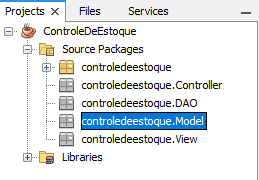 Projects × Files Services
ControleDeEstoque
Source Packages
controledeestoque
controledeestoque.Controller
controledeestoque.DAO
controledeestoque.Model
controledeestoque.View
Libraries